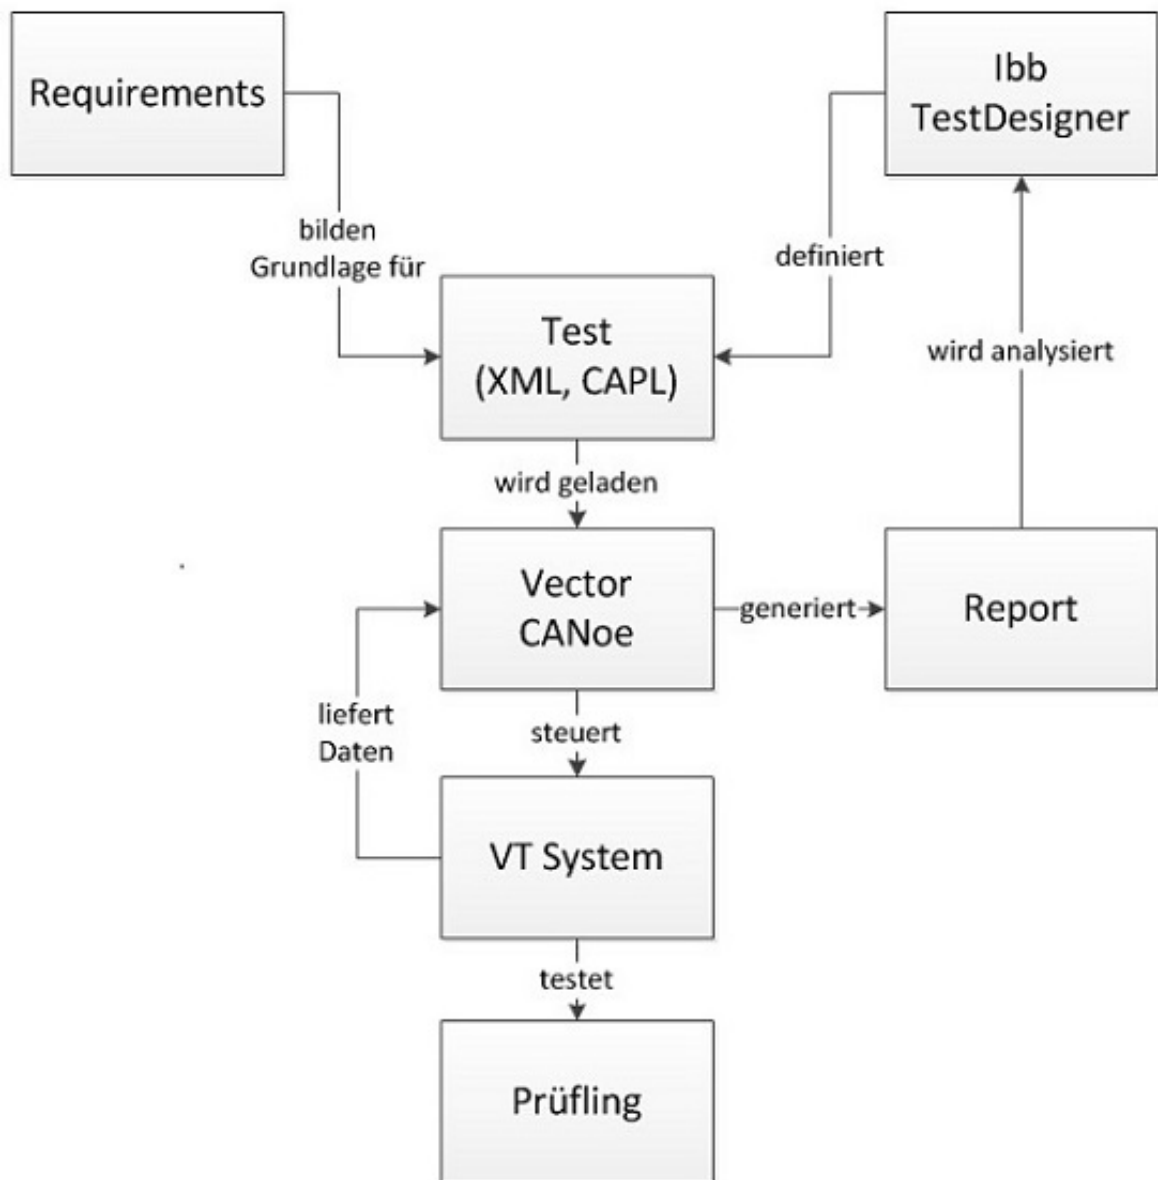 Requirements
Ibb
TestDesigner
bilden
Grundlage für
definiert
Test
(XML, CAPL)
wird analysiert
wird geladen
Vector
CANoe
generiert
Report
liefert
Daten
steuert
VT System
testet
Prüfling